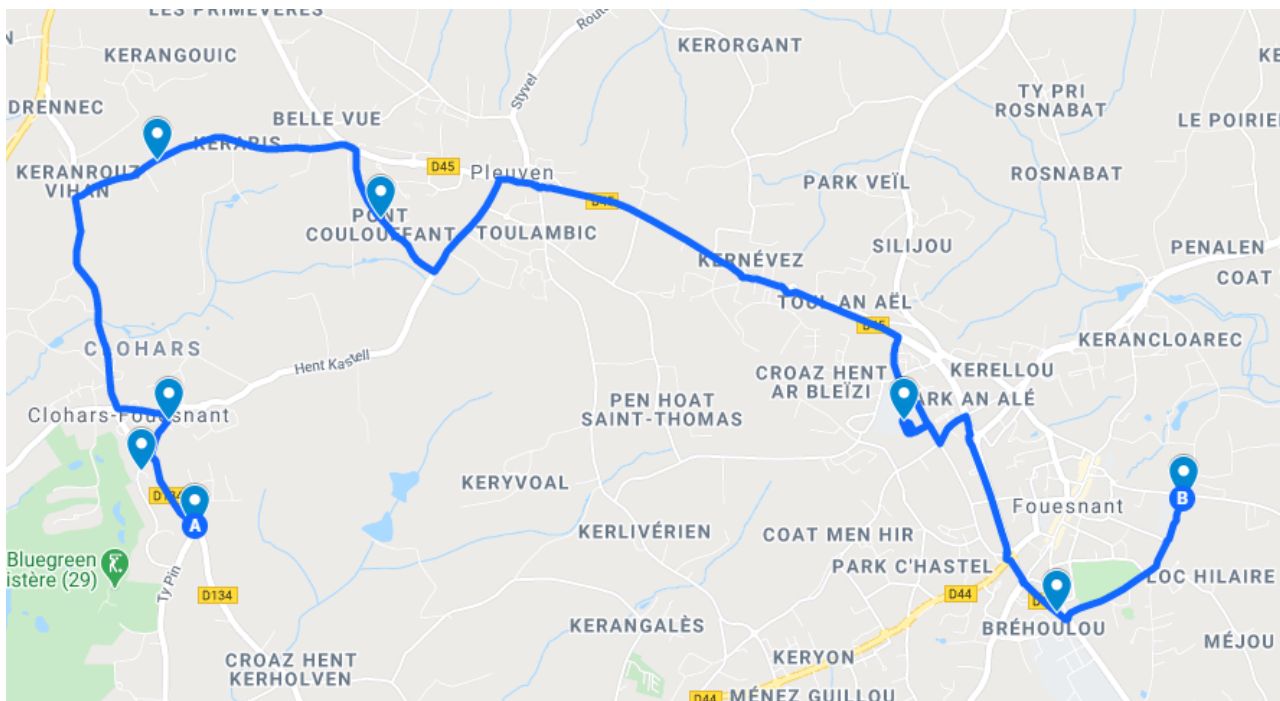 LES PRIMEVÈRES
KERANGOUIC
KERORGANT
Styvel
Route
DRENNEC
BELLE VUE
TY PRI
ROSNABAT
LE POIRIER
KERARIS
KERANROUZ
VIHAN
D45
Pleuven
D45
PARK VEÏL
ROSNABAT
PONT
COULOUFFANT
TOULAMBIC
SILIJOU
PENALEN
COAT
KERNÉVEZ
TOUL AN AËL
D45
CLOHARS
Hent Kastell
KERANCLOAREC
CROAZ HENT
AR BLEÏZI
KERELLOU
PARK AN ALÉ
PEN HOAT
SAINT-THOMAS
Clohars-Fouesnant
D134
A
KERYVOAL
Fouesnant
B
KERLIVÉRIEN
COAT MEN HIR
Bluegreen
istère (29)
Ty Pin
D134
PARK C'HASTEL
LOC HILAIRE
D44
KERANGALÈS
BRÉHOULOU
MÉJOU
CROAZ HENT
KERHOLVEN
KERYON
D44
MÉNEZ GUILLOU